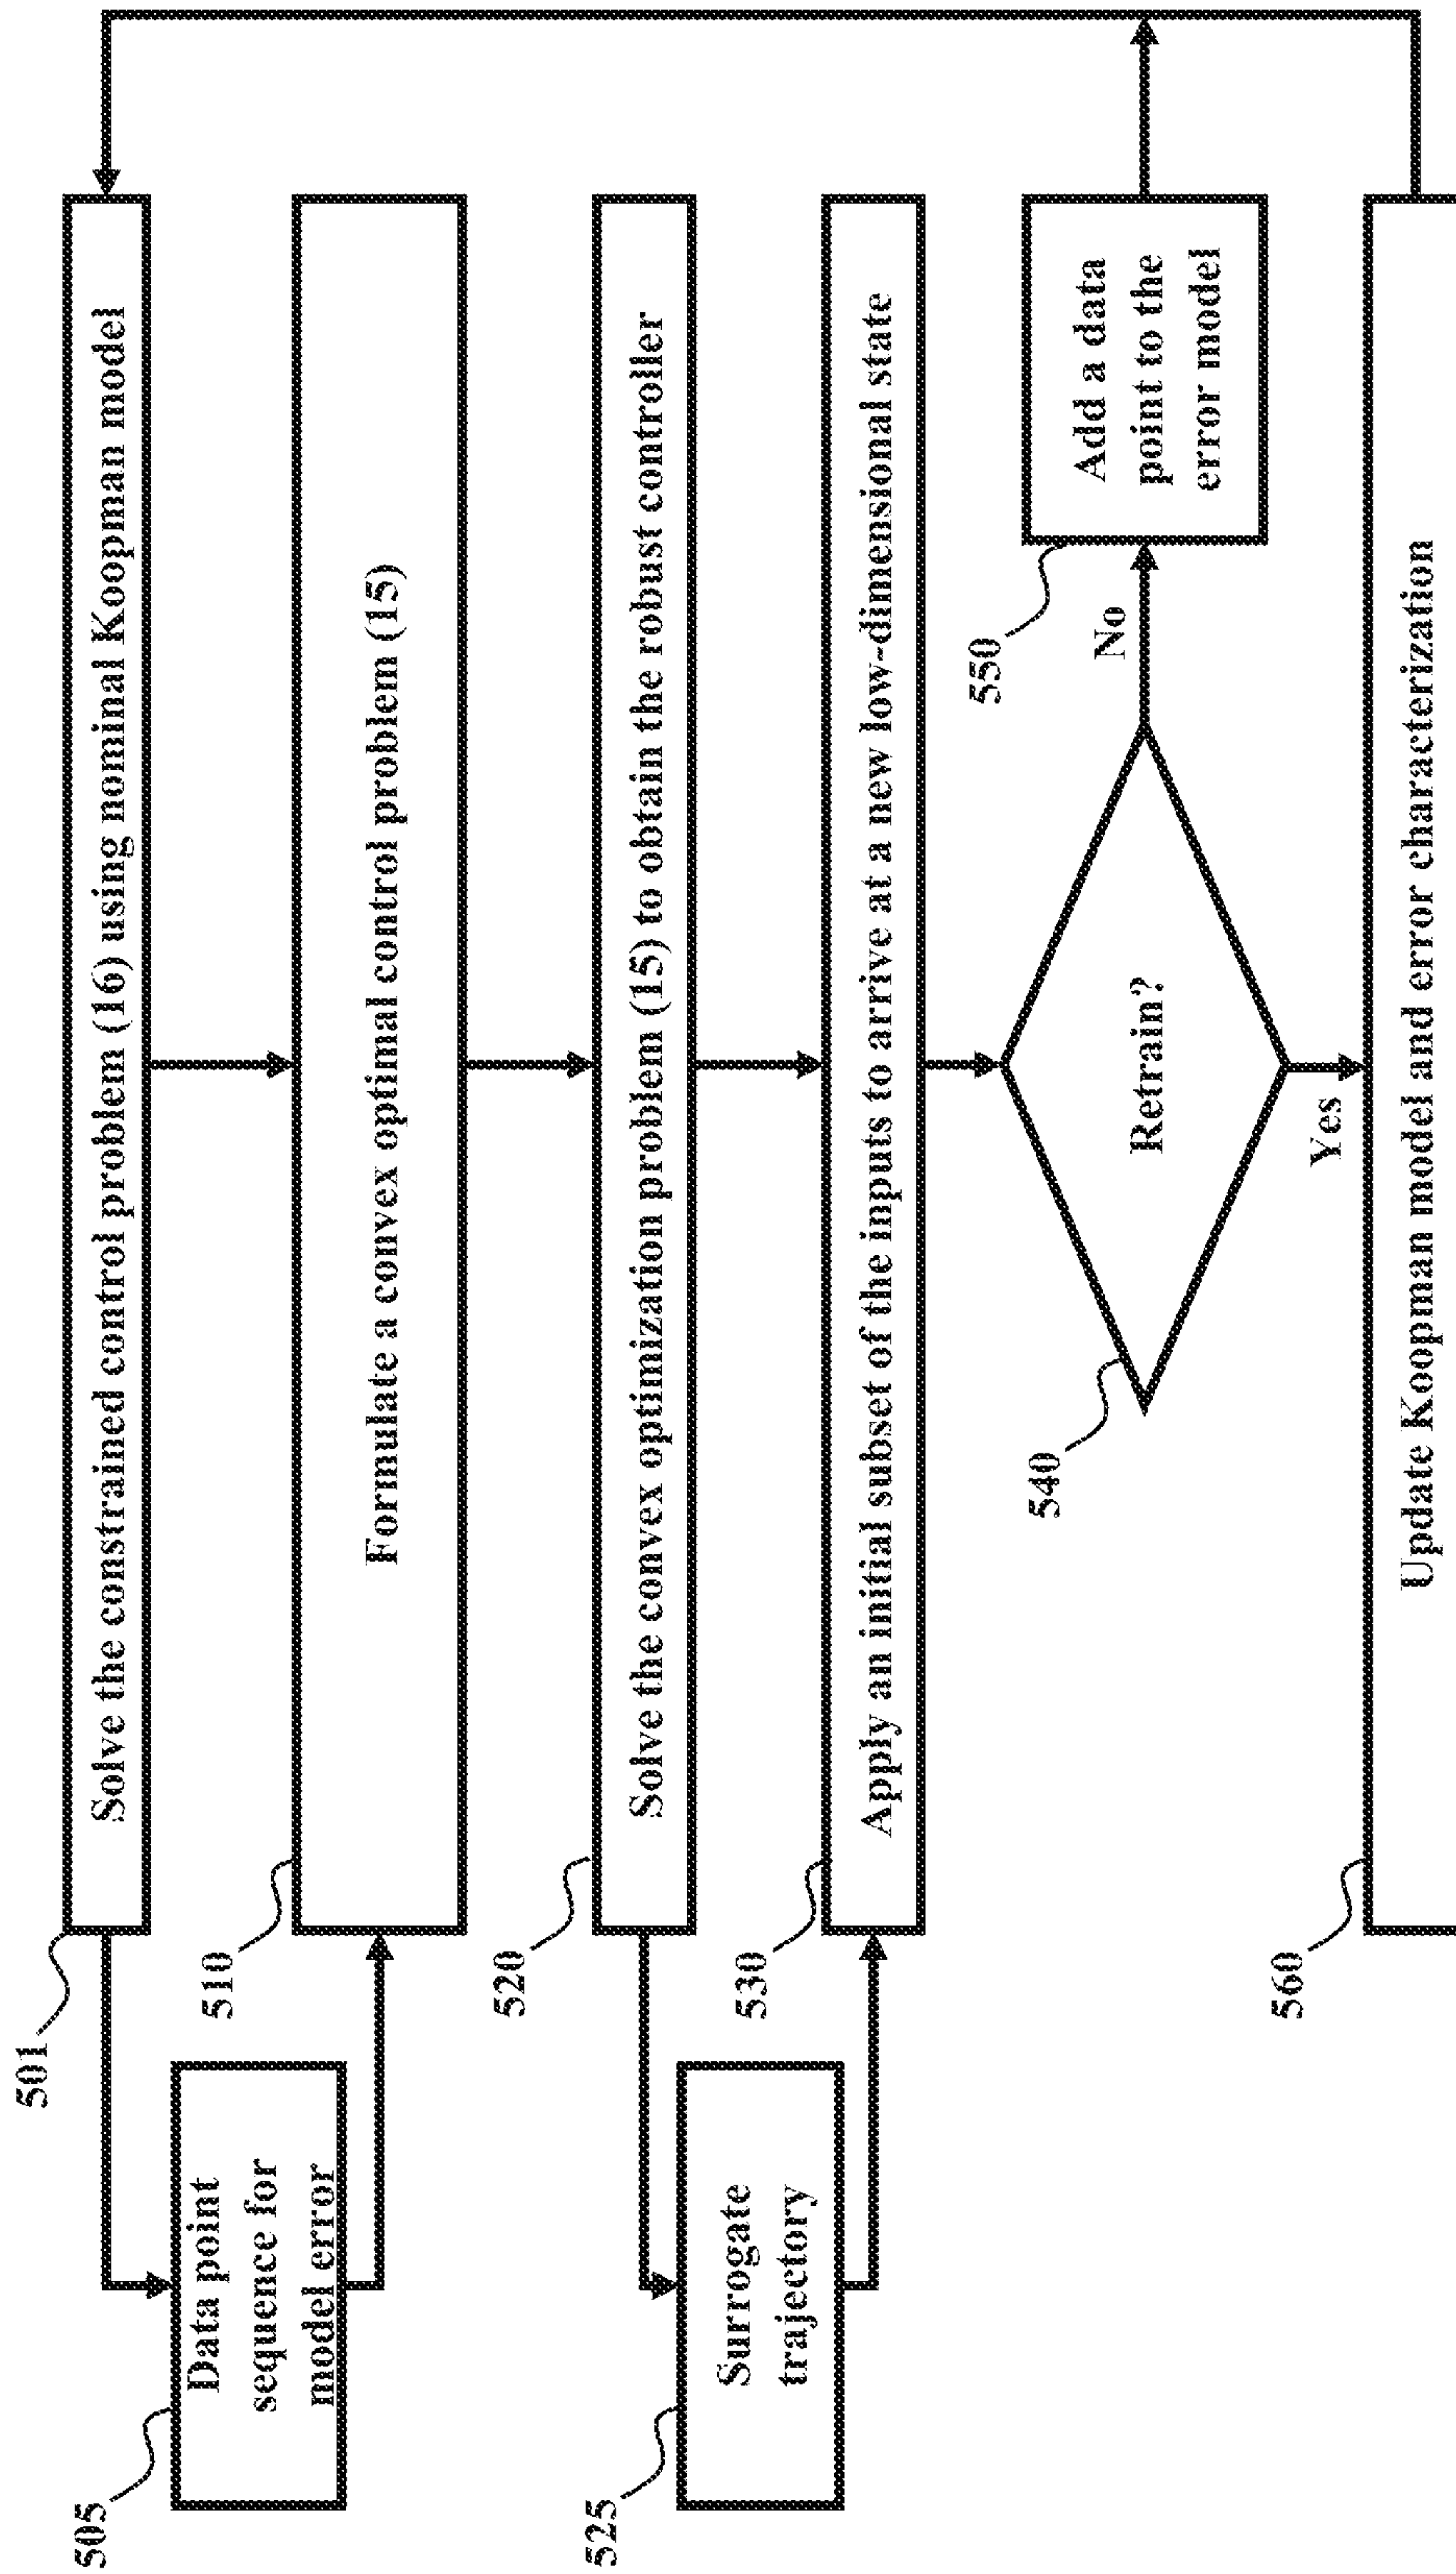 501
Solve the constrained control problem (16) using nominal Koopman model
505
Data point
sequence for
model error
510
Formulate a convex optimal control problem (15)
520
Solve the convex optimization problem (15) to obtain the robust controller
525
Surrogate
trajectory
530
Apply an initial subset of the inputs to arrive at a new low-dimensional state
540
Retrain?
No
550
Add a data
point to the
error model
Yes
560
Update Koopman model and error characterization